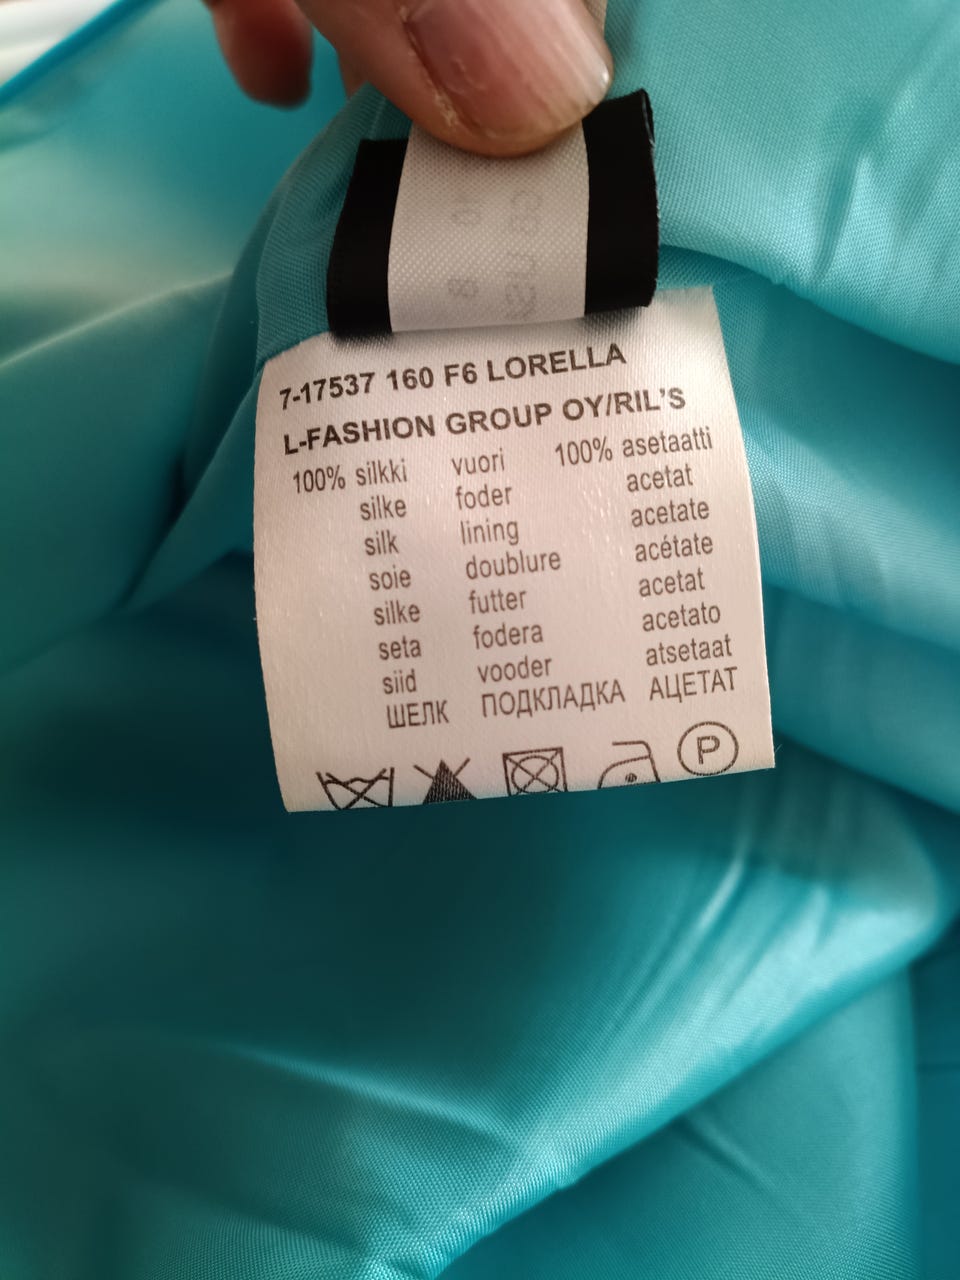 7-17537 160 F6 LORELLA
L-FASHION GROUP OY/RIL'S
100% silkki vuori 100% asetaatti
silke foder acetat
silk lining acetate
soie doublure acétate
silke futter acetat
seta fodera acetato
siid vooder atsetaat
ШЕЛК ПОДКЛАДКА АЦЕТАТ
P